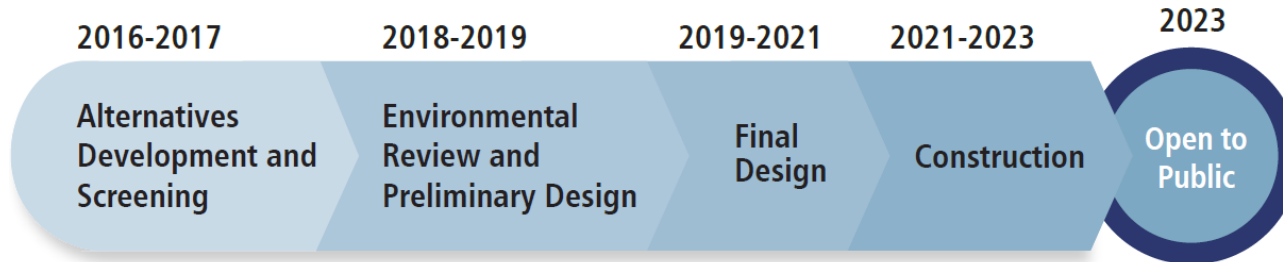 2016-2017
Alternatives
Development and
Screening
2018-2019
Environmental
Review and
Preliminary Design
2019-2021
Final
Design
2021-2023
Construction
2023
Open to
Public